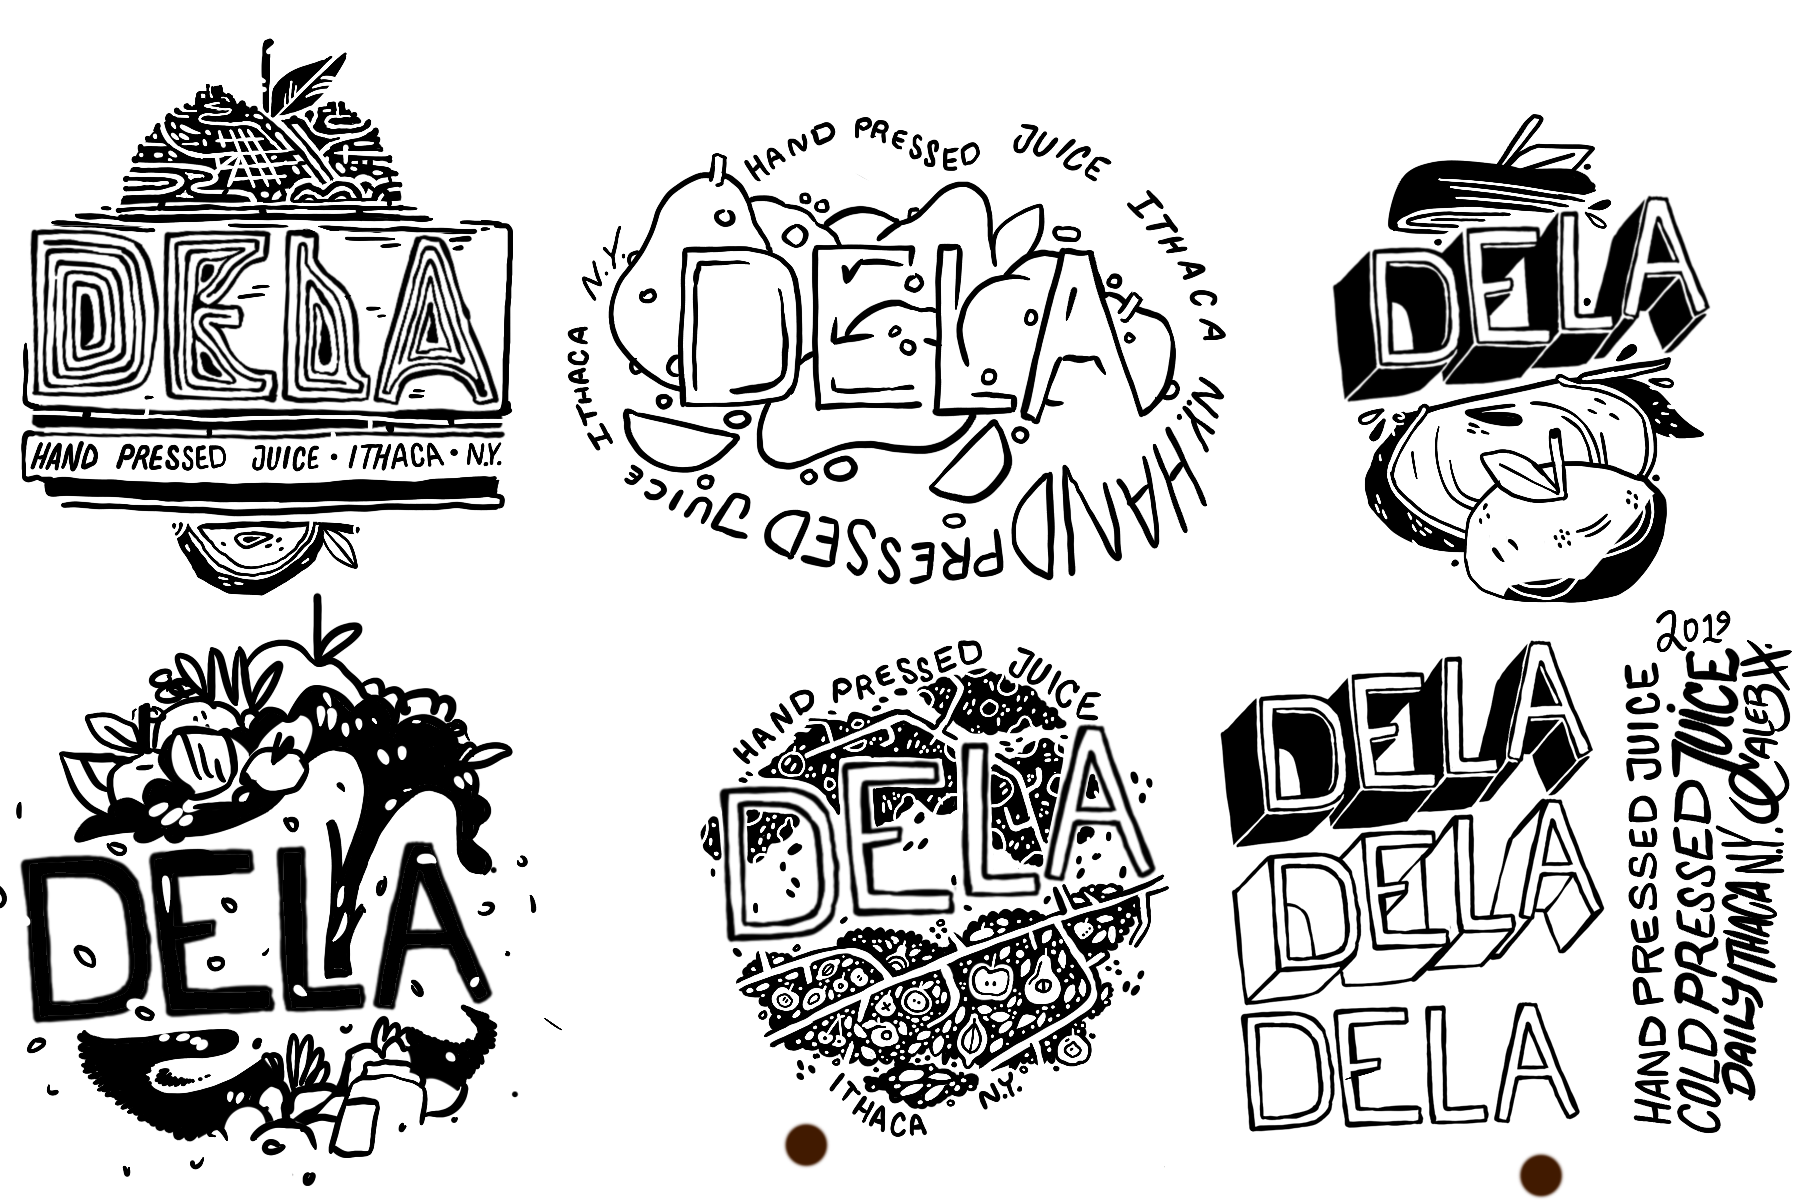 DELA
HAND PRESSED JUICE • ITHACA • N.Y.
HAND PRESSED JUICE ITHACA N.Y. HAND PRESSED JUICE ITHACA N.Y.
DELA
DELA
DELA
HAND PRESSED JUICE
DELA
ITHACA N.Y.
DELA
DELA
DELA
2019
HAND PRESSED JUICE
COLD PRESSED JUICE
DAILY ITHACA N.Y.